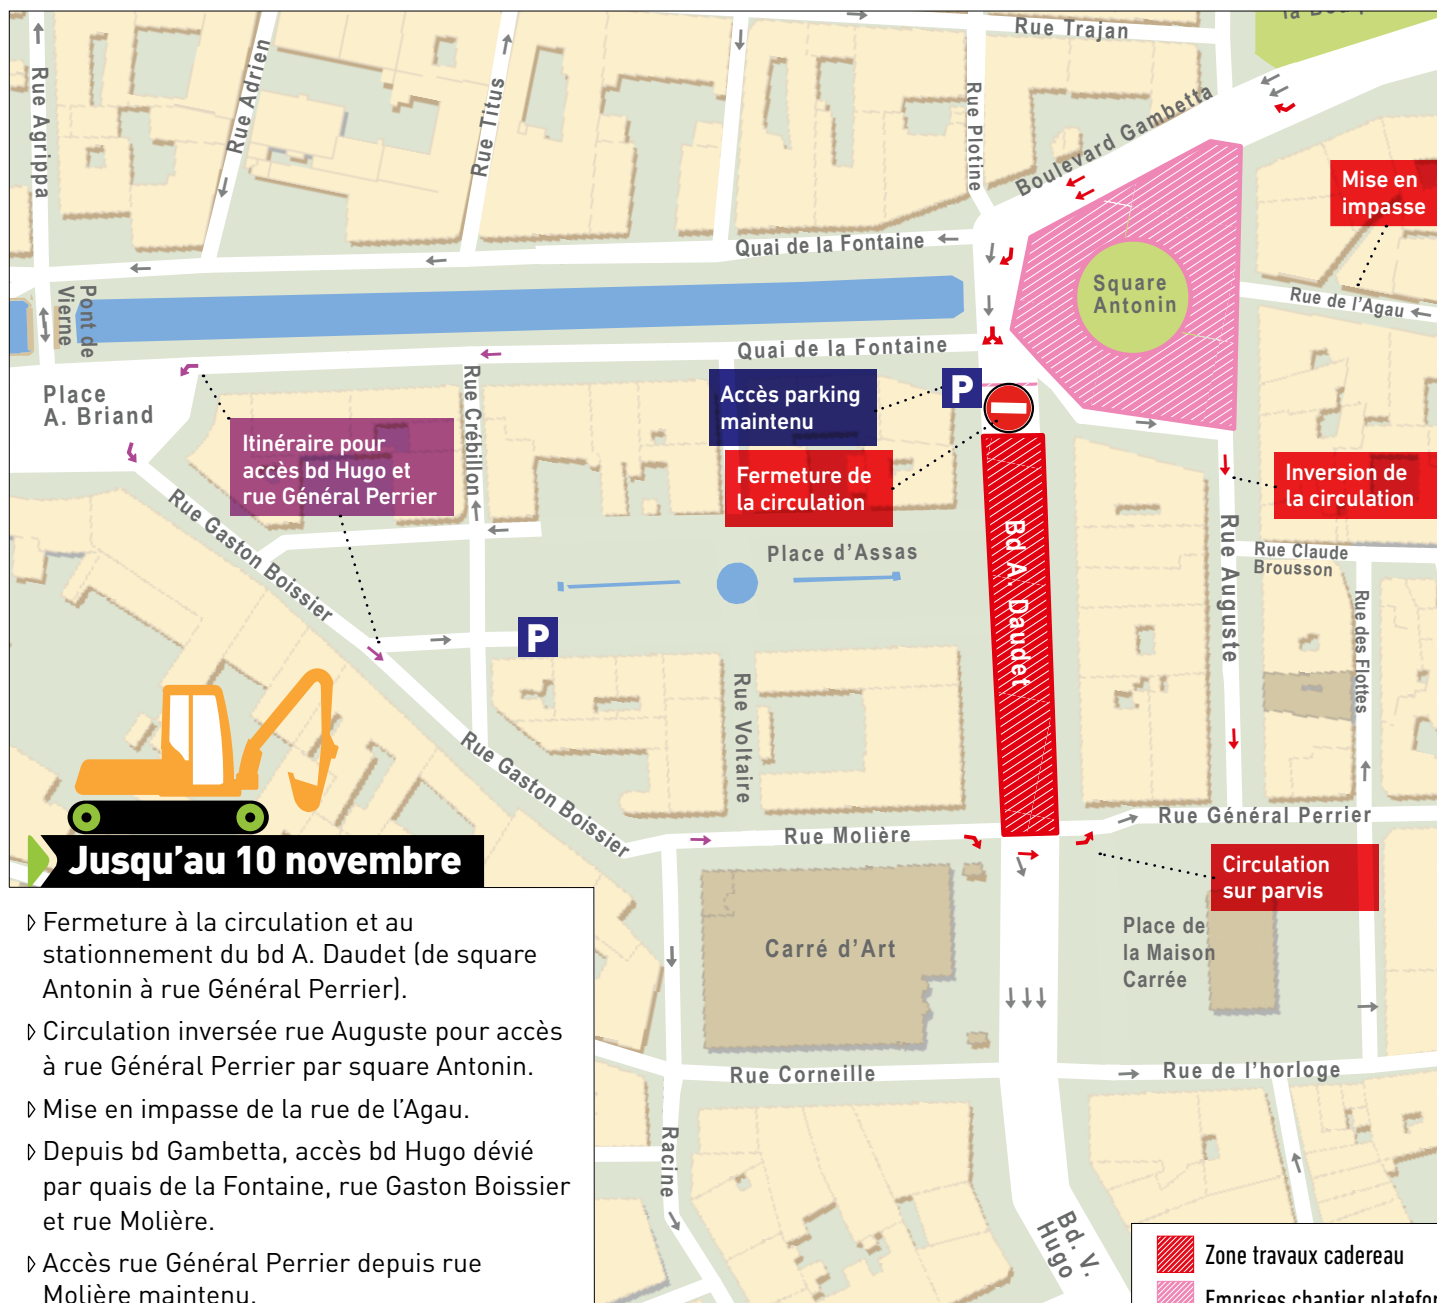 Rue Trajan
Rue Agrippa
Rue Adrien
Rue Titus
Rue Plotine
Boulevard Gambetta
Mise en
impasse
Quai de la Fontaine
Square
Antonin
Rue de l'Agau
Pont de
Vierne
Quai de la Fontaine
Place
A. Briand
Rue Crébillon
Accès parking
maintenu
P
Itinéraire pour
accès bd Hugo et
rue Général Perrier
Fermeture de
la circulation
Inversion de
la circulation
Rue Gaston Boissier
Place d'Assas
Bd A. Daudet
Rue Auguste
Rue Claude
Brousson
Rue des Flottes
P
Rue Voltaire
Rue Gaston Boissier
Rue Molière
Rue Général Perrier
Jusqu'au 10 novembre
Circulation
sur parvis
Fermeture à la circulation et au
stationnement du bd A. Daudet (de square
Antonin à rue Général Perrier).
Circulation inversée rue Auguste pour accès
à rue Général Perrier par square Antonin.
Mise en impasse de la rue de l'Agau.
Depuis bd Gambetta, accès bd Hugo dévié
par quais de la Fontaine, rue Gaston Boissier
et rue Molière.
Accès rue Général Perrier depuis rue
Molière maintenu.
Carré d'Art
Place de
la Maison
Carrée
Rue Corneille
Rue de l'horloge
Racine
Bd. V.
Hugo
Zone travaux cadereau
Emprises chantier